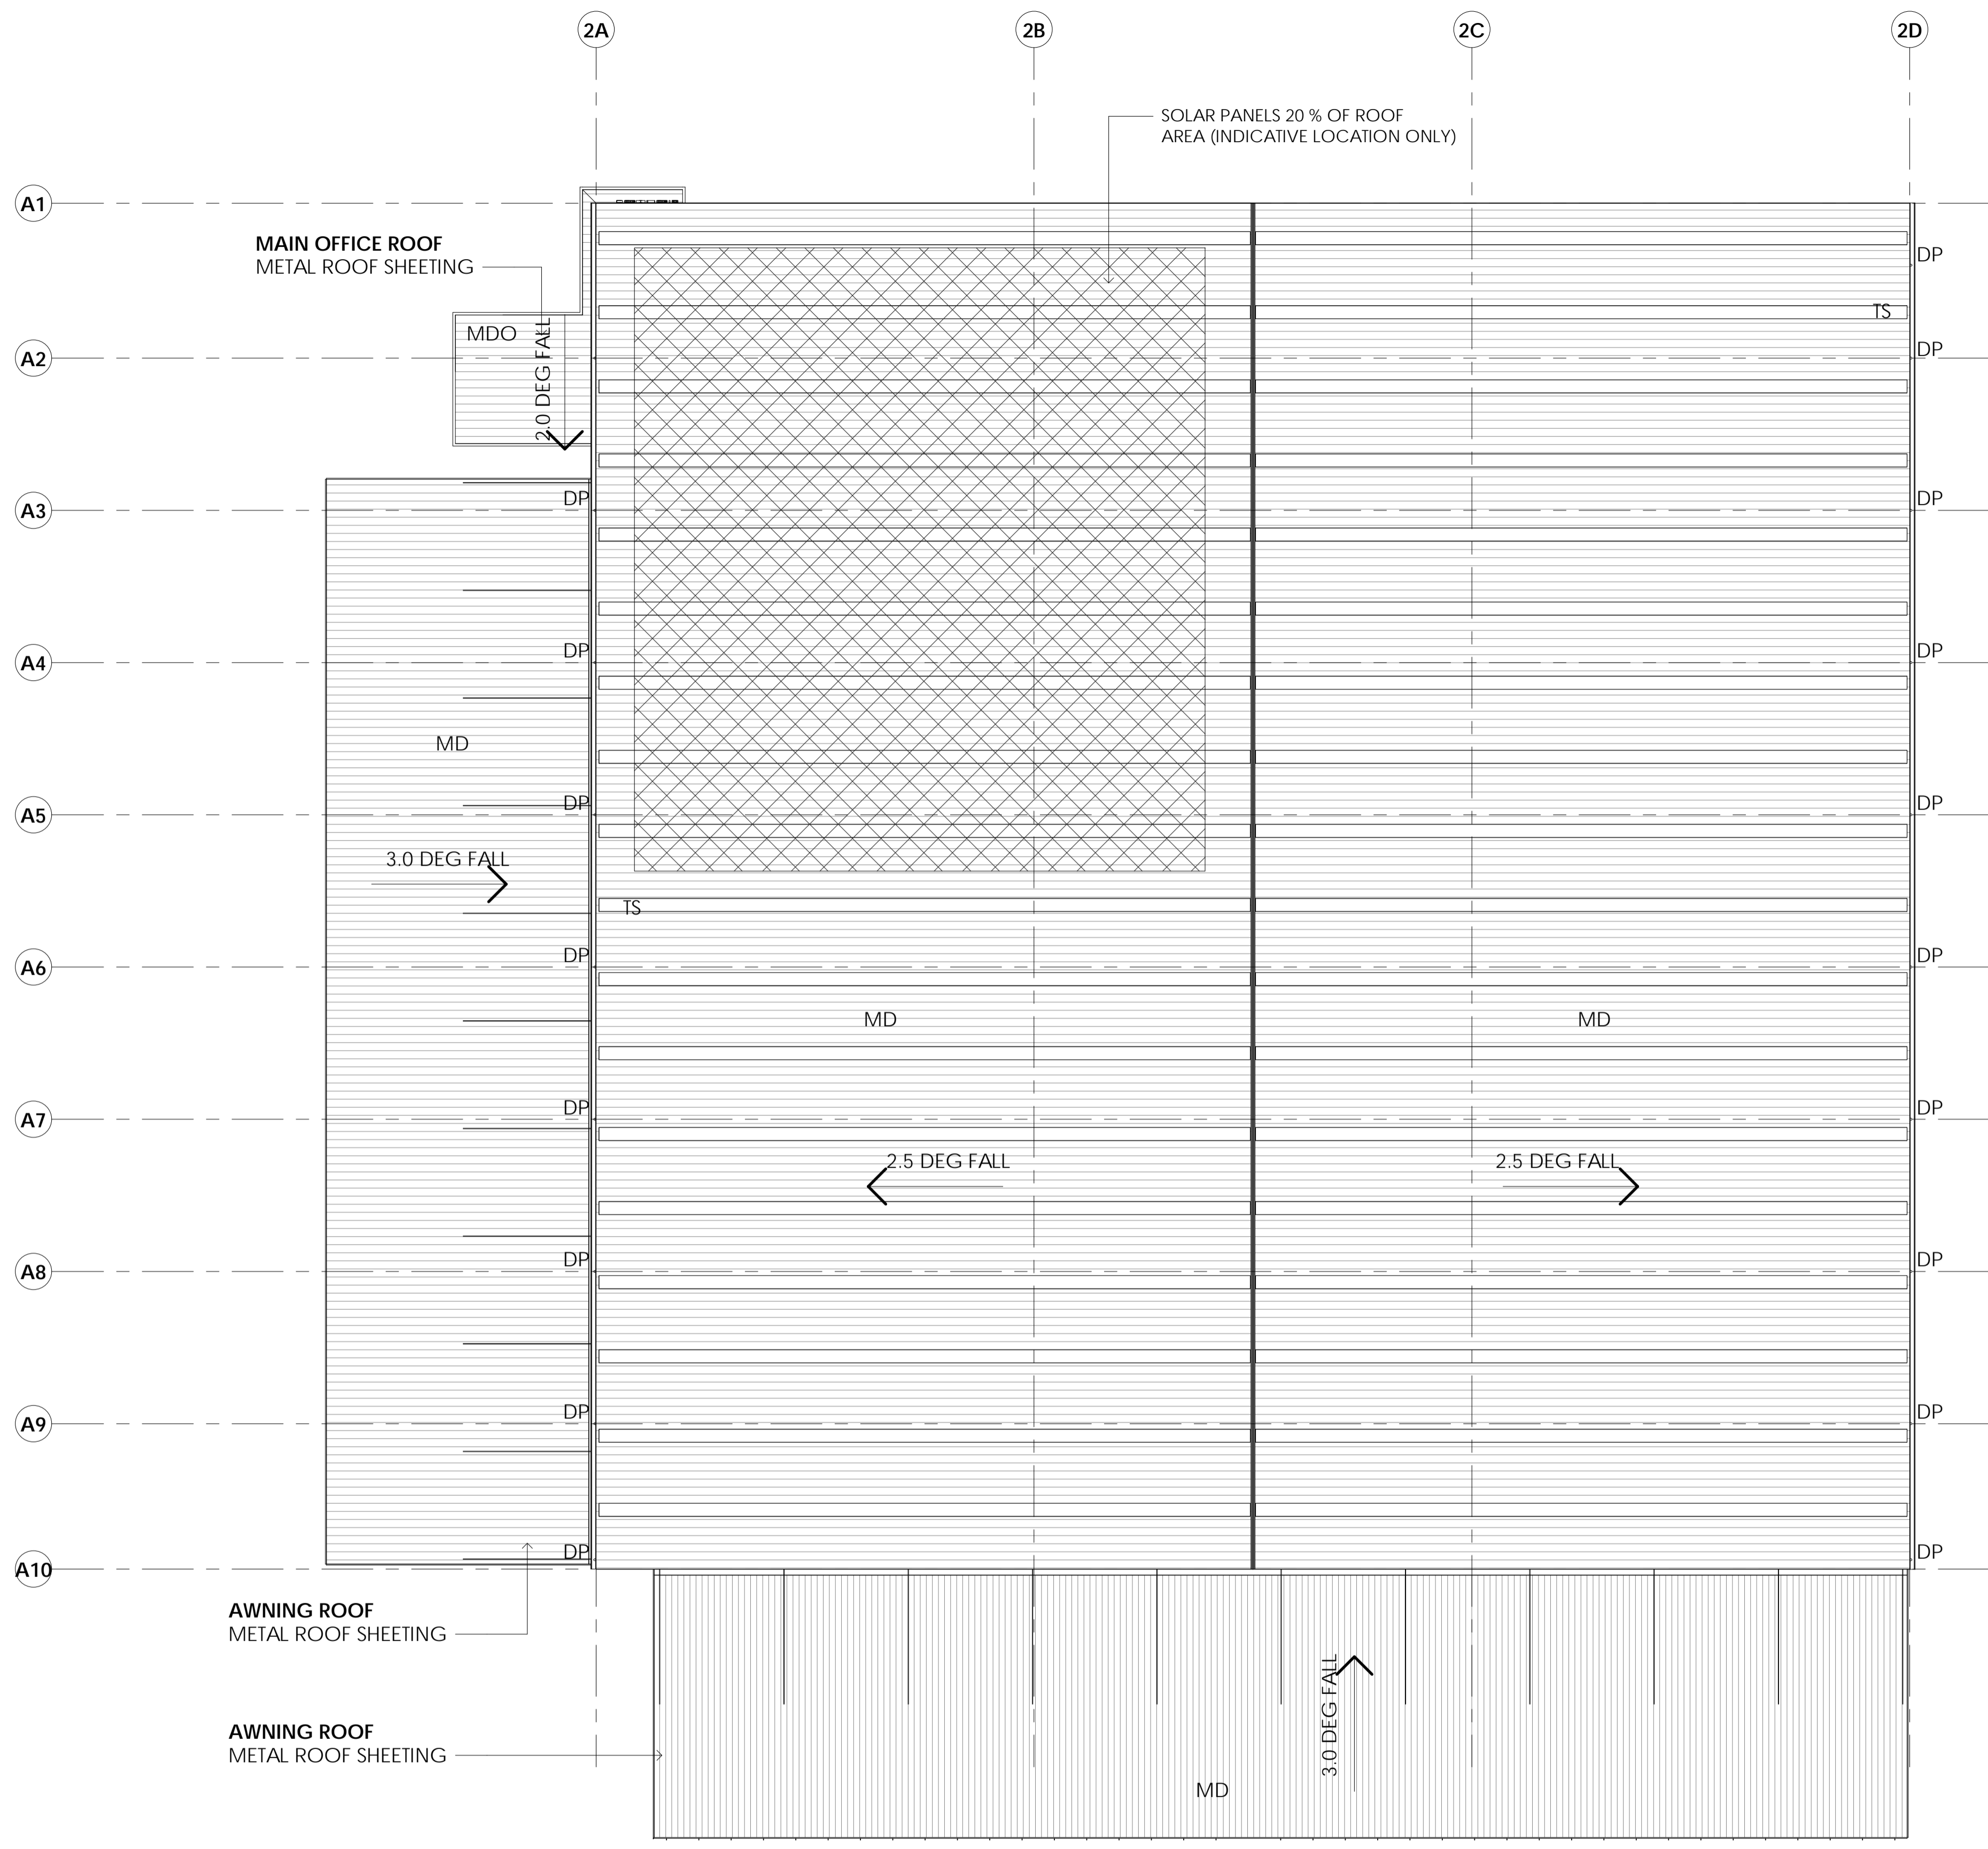 2A
2B
2C
2D
SOLAR PANELS 20 % OF ROOF
AREA (INDICATIVE LOCATION ONLY)
A1
MAIN OFFICE ROOF
METAL ROOF SHEETING
DP
TS
MDO
2.0 DEG FALL
A2
DP
A3
DP
DP
A4
DP
DP
MD
A5
DP
DP
3.0 DEG FALL
TS
A6
DP
DP
MD
MD
A7
DP
DP
2.5 DEG FALL
2.5 DEG FALL
A8
DP
DP
A9
DP
DP
A10
DP
DP
AWNING ROOF
METAL ROOF SHEETING
3.0 DEG FALL
AWNING ROOF
METAL ROOF SHEETING
MD